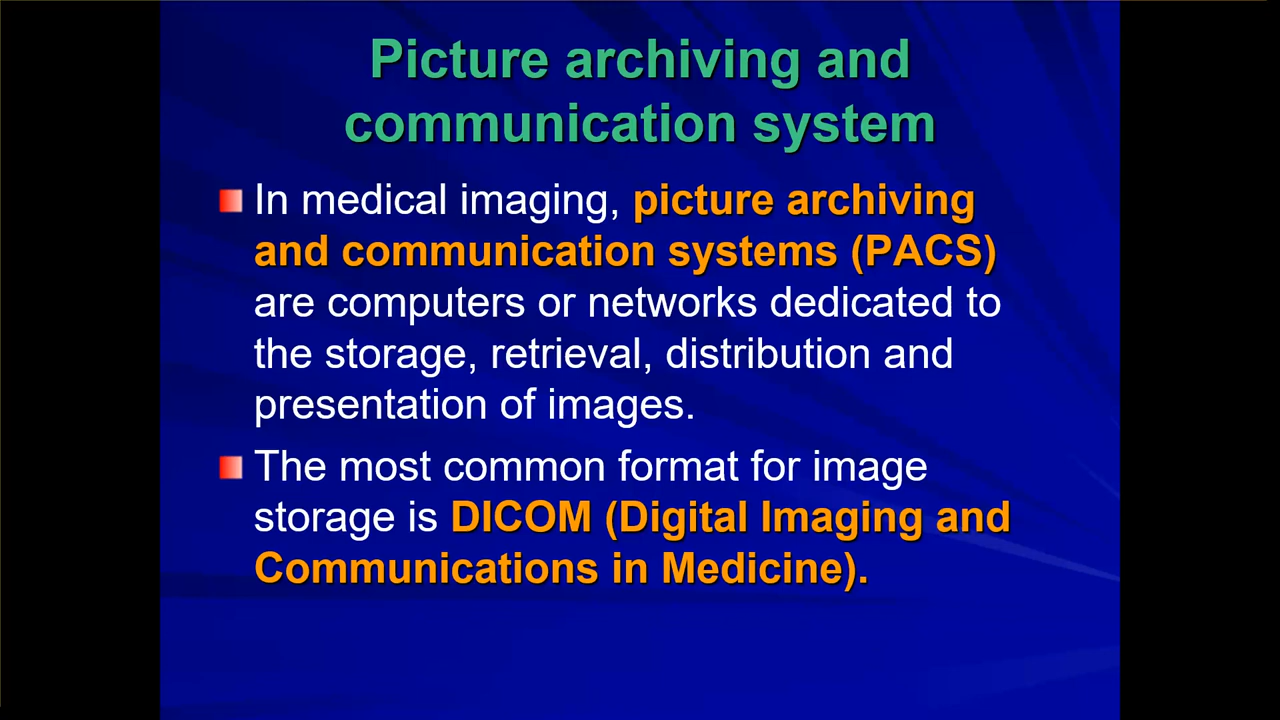 Picture archiving and
communication system
In medical imaging, picture archiving
and communication systems (PACS)
are computers or networks dedicated to
the storage, retrieval, distribution and
presentation of images.
The most common format for image
storage is DICOM (Digital Imaging and
Communications in Medicine).